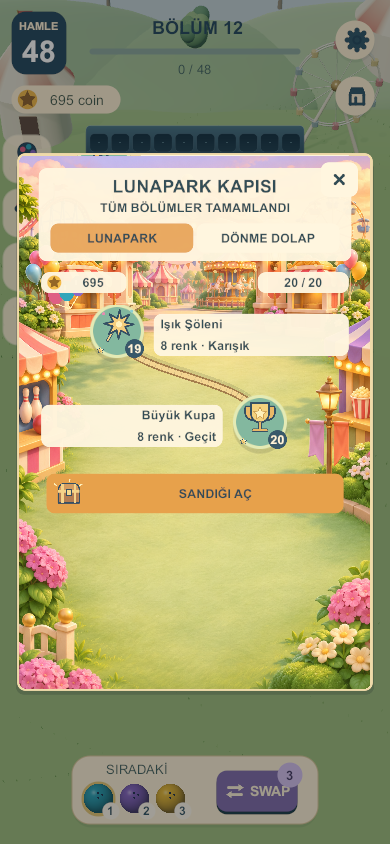 HAMLE
48
BÖLÜM 12
0 / 48
695 coin
LUNAPARK KAPISI
TÜM BÖLÜMLER TAMAMLANDI
LUNAPARK
DÖNME DOLAP
695
20 / 20
19
Işık Şöleni
8 renk · Karışık
Büyük Kupa
8 renk · Geçit
20
SANDIĞI AÇ
SIRADAKİ
1
2
3
SWAP
3